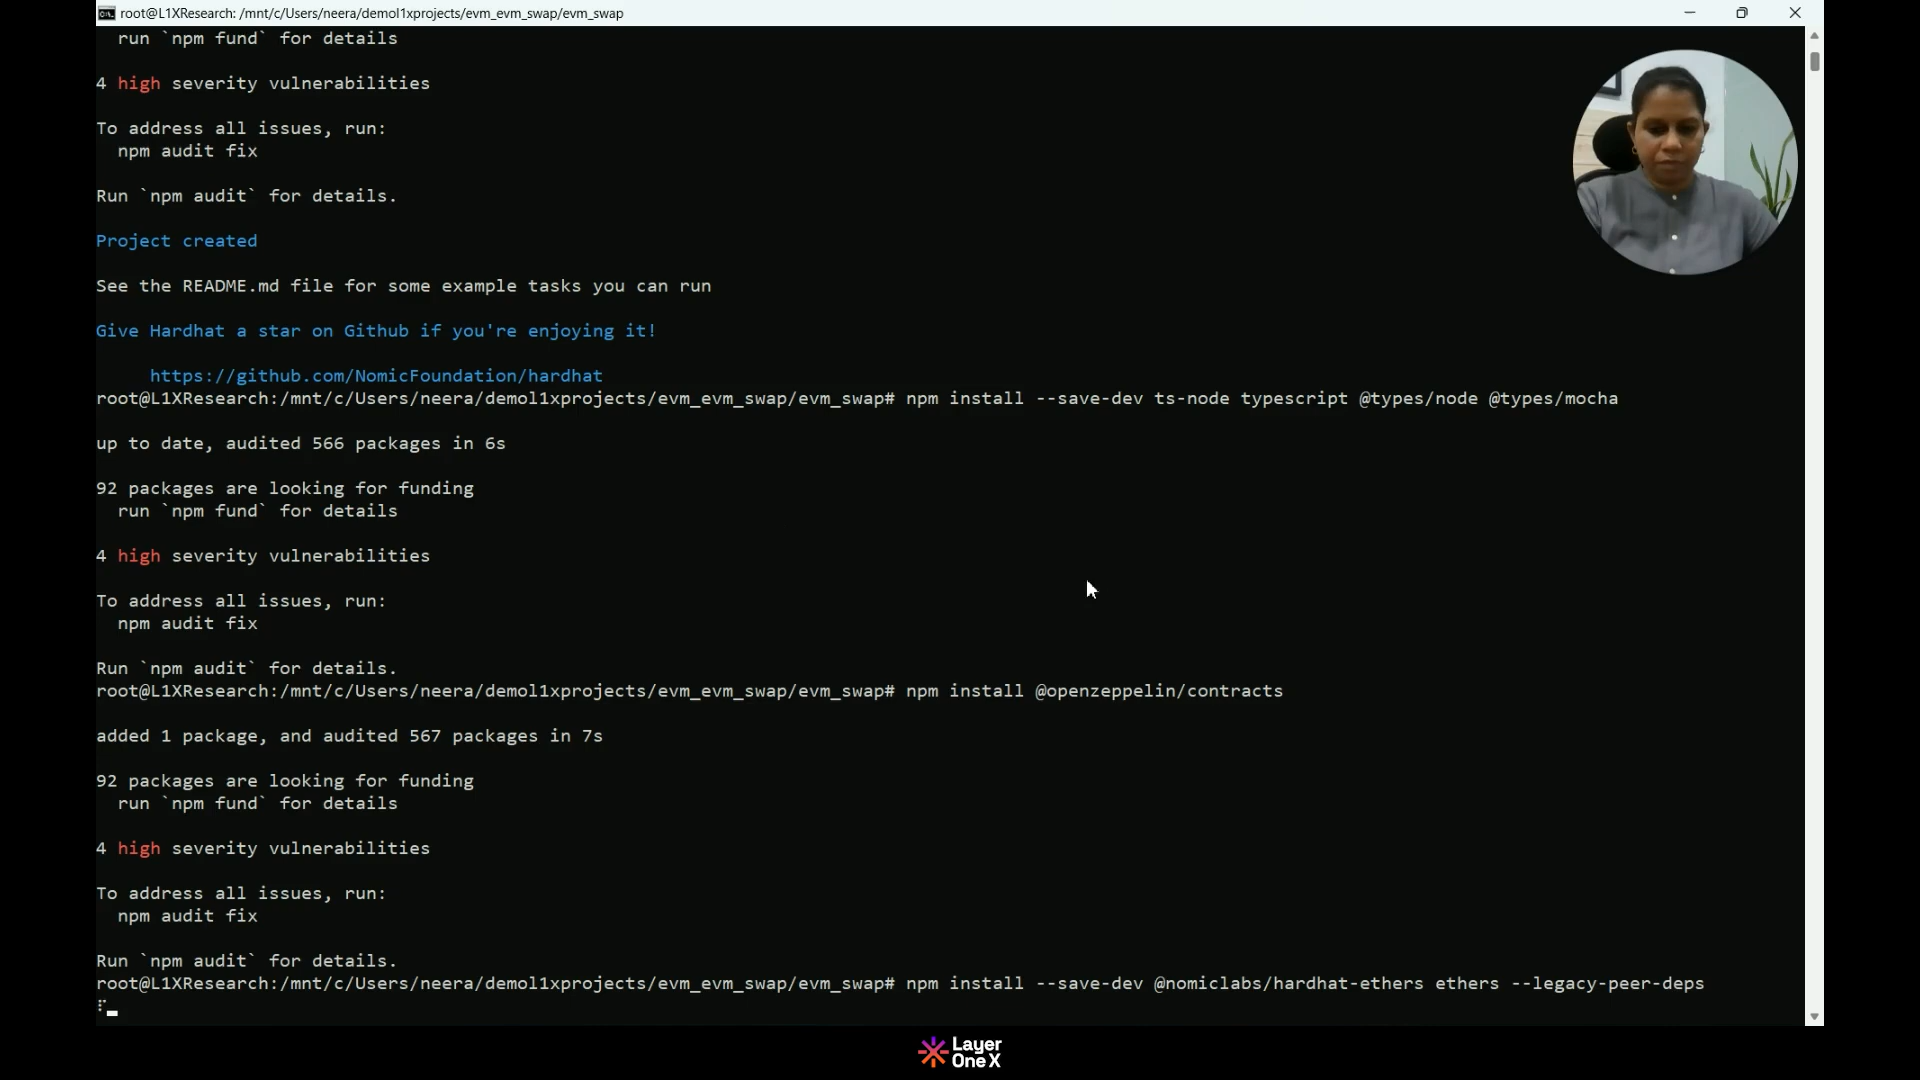 root@L1XResearch: /mnt/c/Users/neera/demol1xprojects/evm_evm_swap/evm_swap
run `npm fund` for details
4 high severity vulnerabilities
To address all issues, run:
npm audit fix
Run `npm audit` for details.
Project created
See the README.md file for some example tasks you can run
Give Hardhat a star on Github if you're enjoying it!
https://github.com/NomicFoundation/hardhat
root@L1XResearch:/mnt/c/Users/neera/demol1xprojects/evm_evm_swap/evm_swap# npm install --save-dev ts-node typescript @types/node @types/mocha
up to date, audited 566 packages in 6s
92 packages are looking for funding
run `npm fund` for details
4 high severity vulnerabilities
To address all issues, run:
npm audit fix
Run `npm audit` for details.
root@L1XResearch:/mnt/c/Users/neera/demol1xprojects/evm_evm_swap/evm_swap# npm install @openzeppelin/contracts
added 1 package, and audited 567 packages in 7s
92 packages are looking for funding
run `npm fund` for details
4 high severity vulnerabilities
To address all issues, run:
npm audit fix
Run `npm audit` for details.
root@L1XResearch:/mnt/c/Users/neera/demol1xprojects/evm_evm_swap/evm_swap# npm install --save-dev @nomiclabs/hardhat-ethers ethers --legacy-peer-deps
Layer
One X